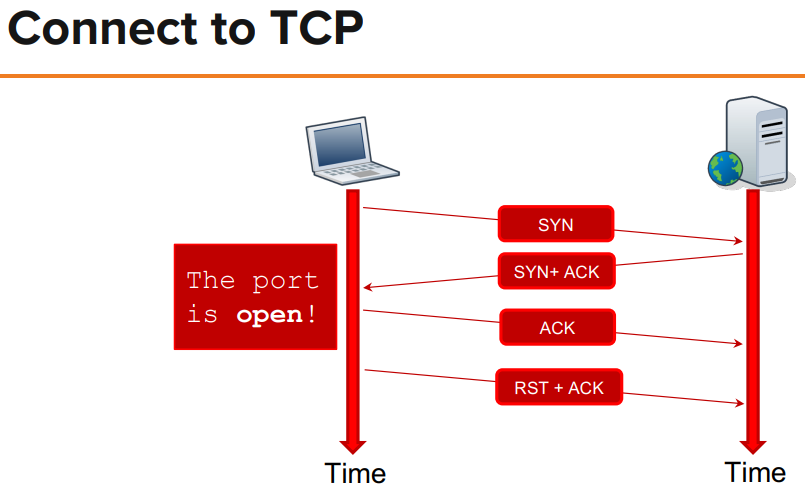 Connect to TCP
SYN
The port
is open!
SYN+ ACK
ACK
RST + ACK
Time
Time